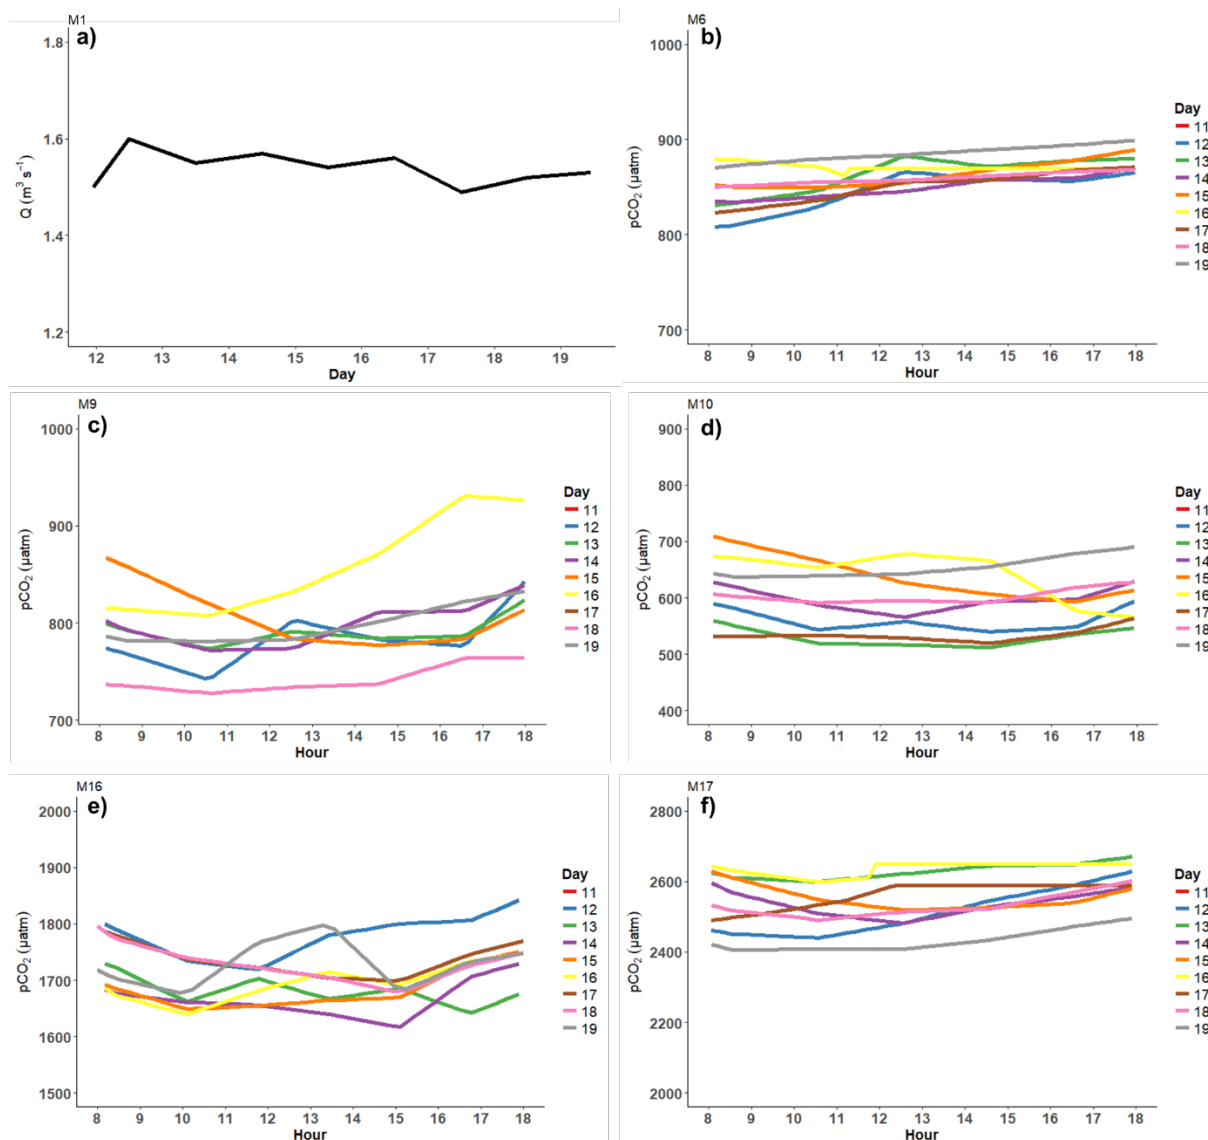 M1
a)
1.8
1.6
1.4
1.2
Q (m³ s⁻¹)
12 13 14 15 16 17 18 19
Day
M6
b)
1000
900
800
700
pCO₂ (µatm)
8 9 10 11 12 13 14 15 16 17 18
Hour
Day
11
12
13
14
15
16
17
18
19
M9
c)
1000
900
800
700
pCO₂ (µatm)
8 9 10 11 12 13 14 15 16 17 18
Hour
Day
11
12
13
14
15
16
17
18
19
M10
d)
900
800
700
600
500
400
pCO₂ (µatm)
8 9 10 11 12 13 14 15 16 17 18
Hour
Day
11
12
13
14
15
16
17
18
19
M16
e)
2000
1900
1800
1700
1600
1500
pCO₂ (µatm)
8 9 10 11 12 13 14 15 16 17 18
Hour
Day
11
12
13
14
15
16
17
18
19
M17
f)
2800
2600
2400
2200
2000
pCO₂ (µatm)
8 9 10 11 12 13 14 15 16 17 18
Hour
Day
11
12
13
14
15
16
17
18
19